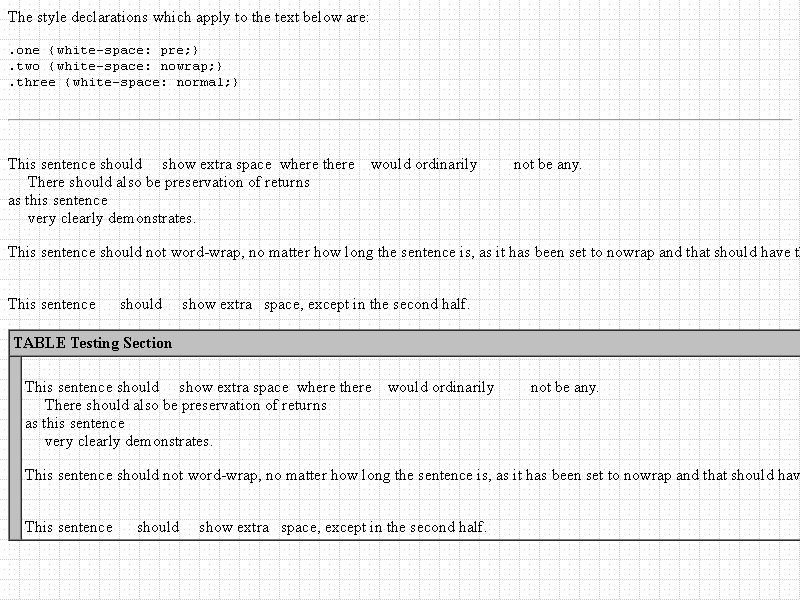 The style declarations which apply to the text below are:
.one {white-space: pre;}
.two {white-space: nowrap;}
.three {white-space: normal;}
This sentence should     show extra space  where there    would ordinarily         not be any.
     There should also be preservation of returns
as this sentence
     very clearly demonstrates.
This sentence should not word-wrap, no matter how long the sentence is, as it has been set to nowrap and that should have
This sentence      should     show extra   space, except in the second half.
TABLE Testing Section
This sentence should     show extra space  where there    would ordinarily         not be any.
     There should also be preservation of returns
as this sentence
     very clearly demonstrates.
This sentence should not word-wrap, no matter how long the sentence is, as it has been set to nowrap and that should
This sentence      should     show extra   space, except in the second half.